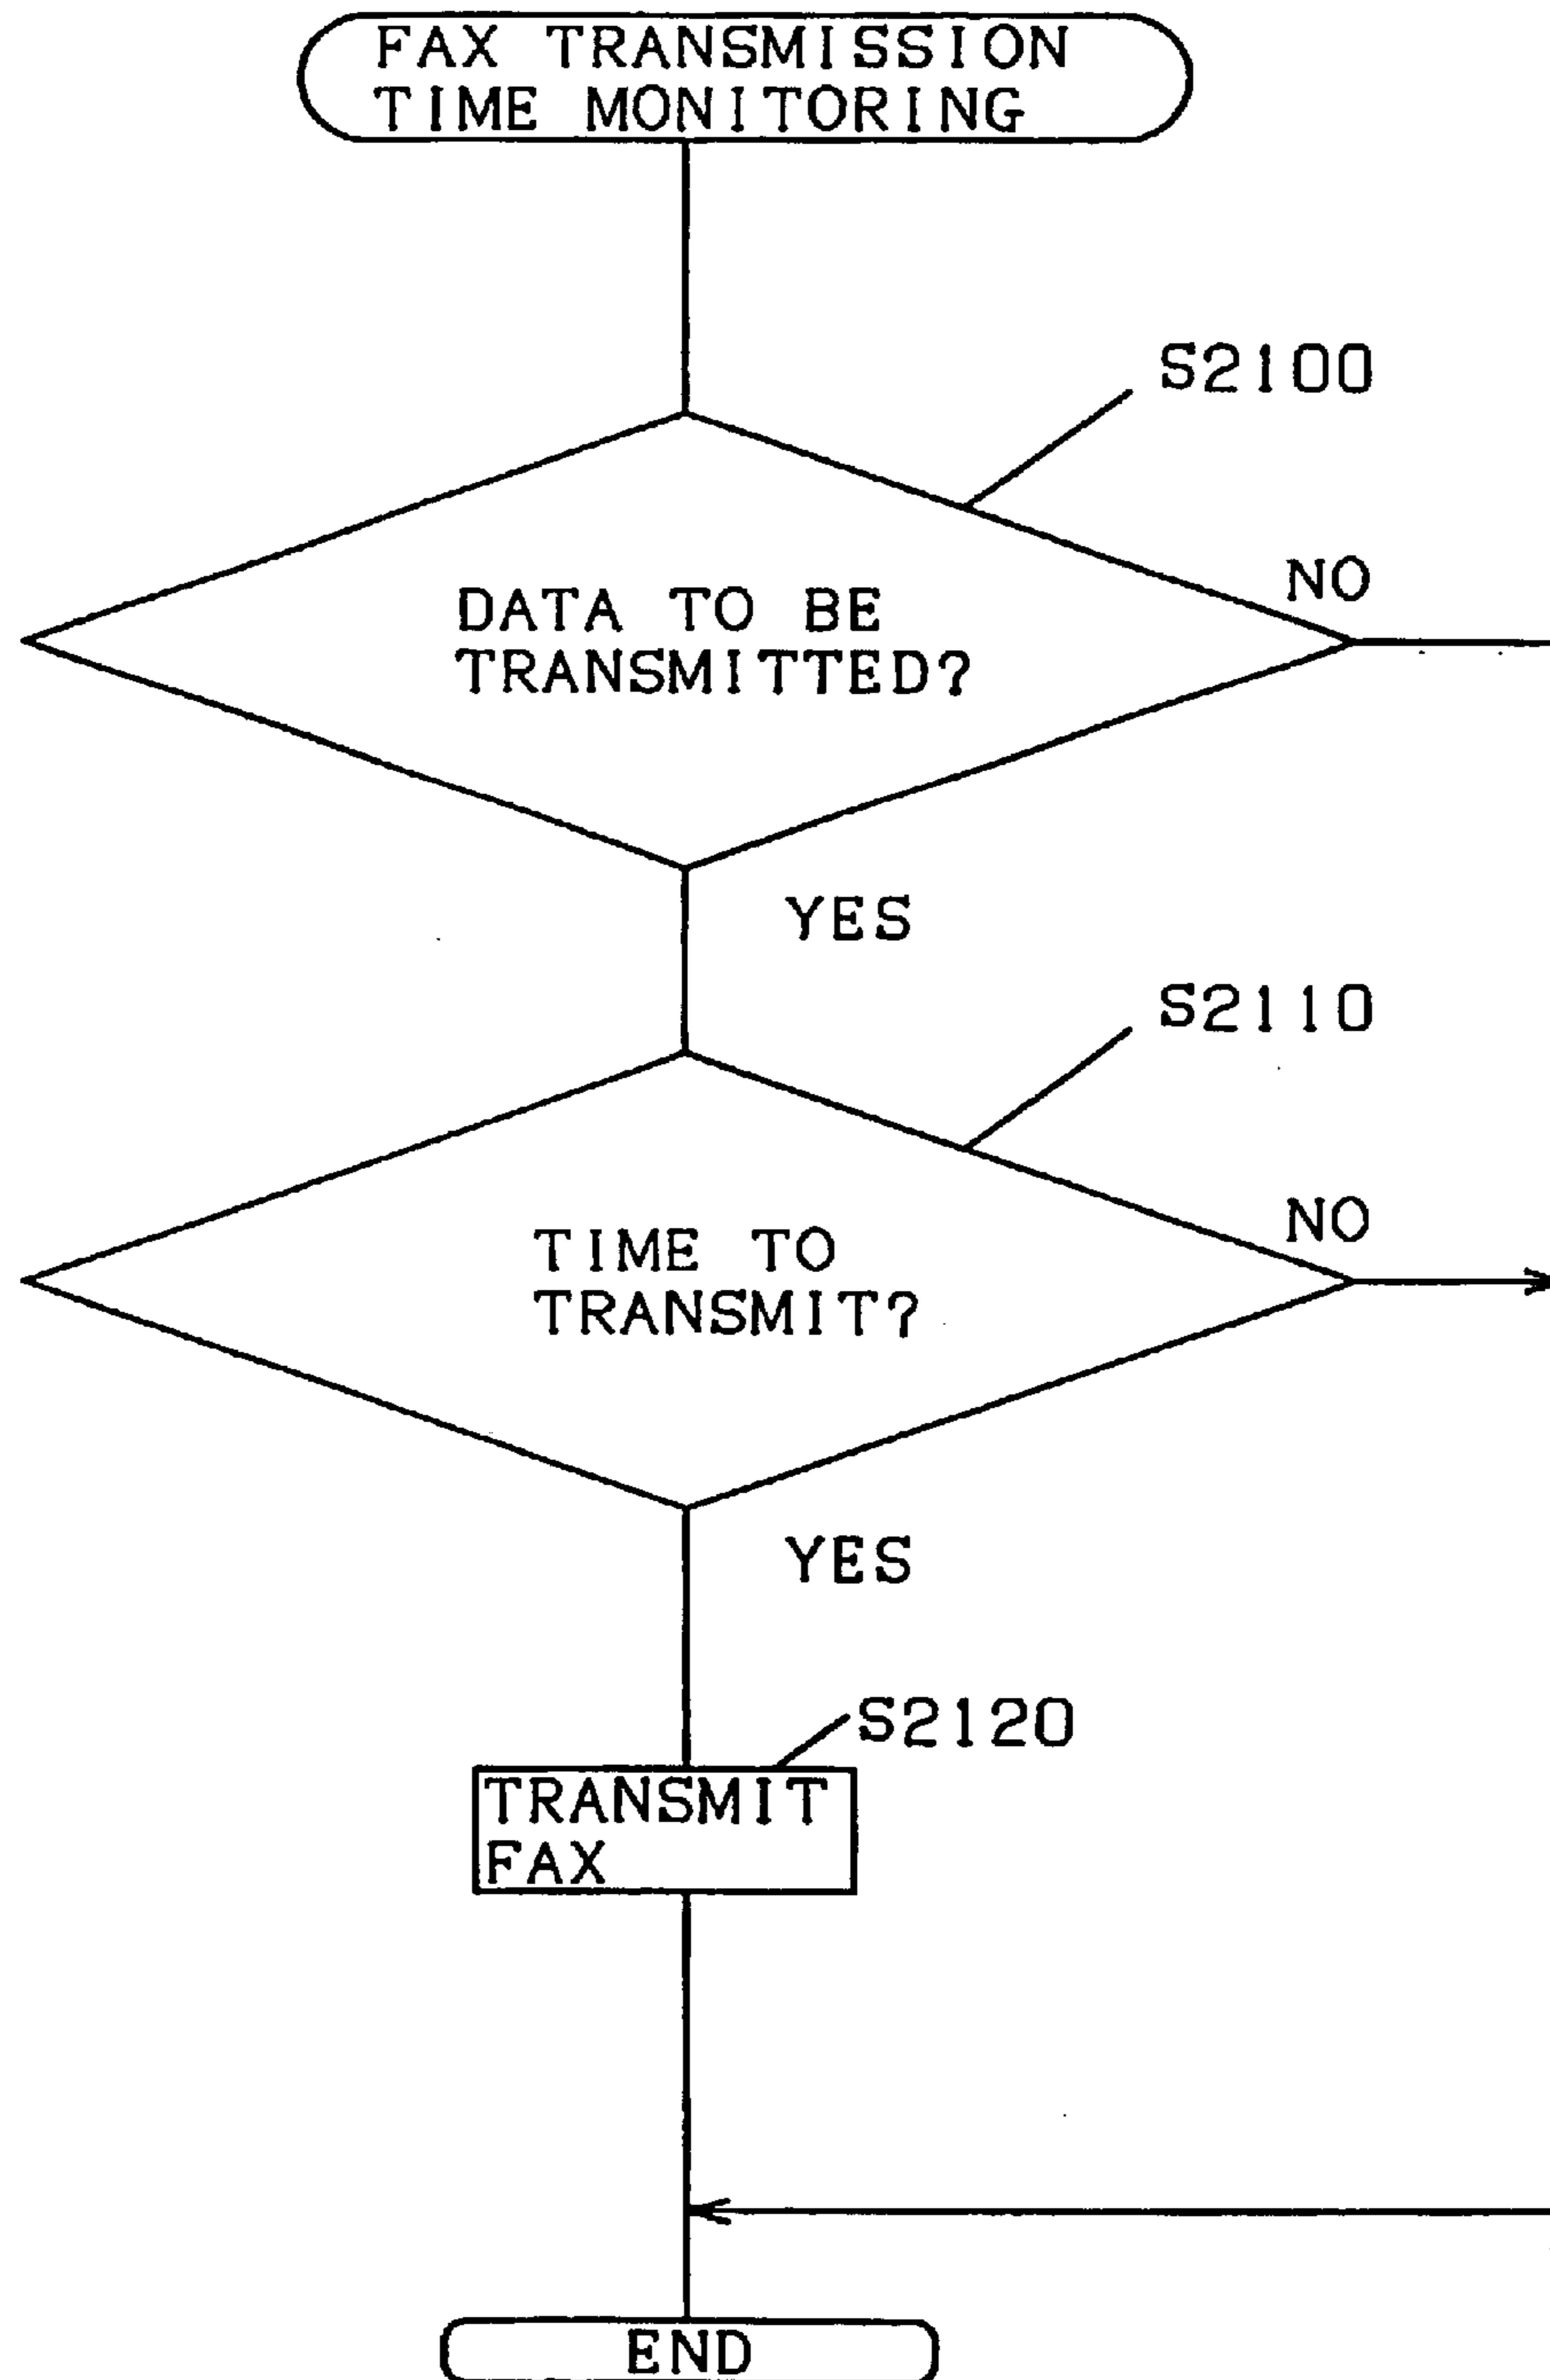 FAX TRANSMISSION
TIME MONITORING
S2100
NO
DATA TO BE
TRANSMITTED?
YES
S2110
NO
TIME TO
TRANSMIT?
YES
S2120
TRANSMIT
FAX
END